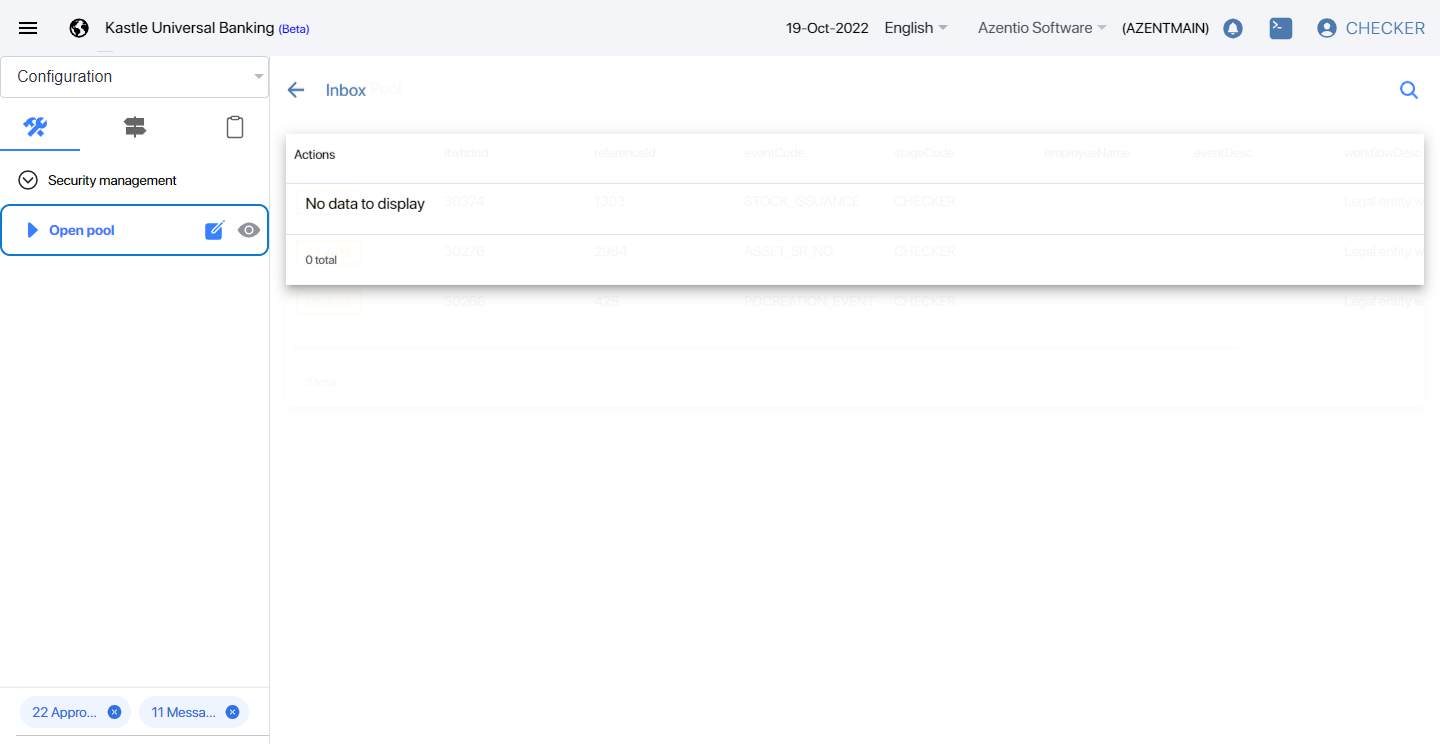 Kastle Universal Banking (Beta)
19-Oct-2022 English Azentio Software (AZENTMAIN) CHECKER
Configuration
Security management
Open pool
22 Appro...
11 Messa...
Inbox Pool
Actions ibxhdrid referenceId eventCode stageCode employneName eventDesc workflowDesc
No data to display
30374 1303 STOCK_ISSUANCE CHECKER Legal entity w
30276 2984 ASSET_SR_NO CHECKER Legal entity w
0 total
30266 425 POCREATION_EVENT CHECKER Legal entity w
3 total